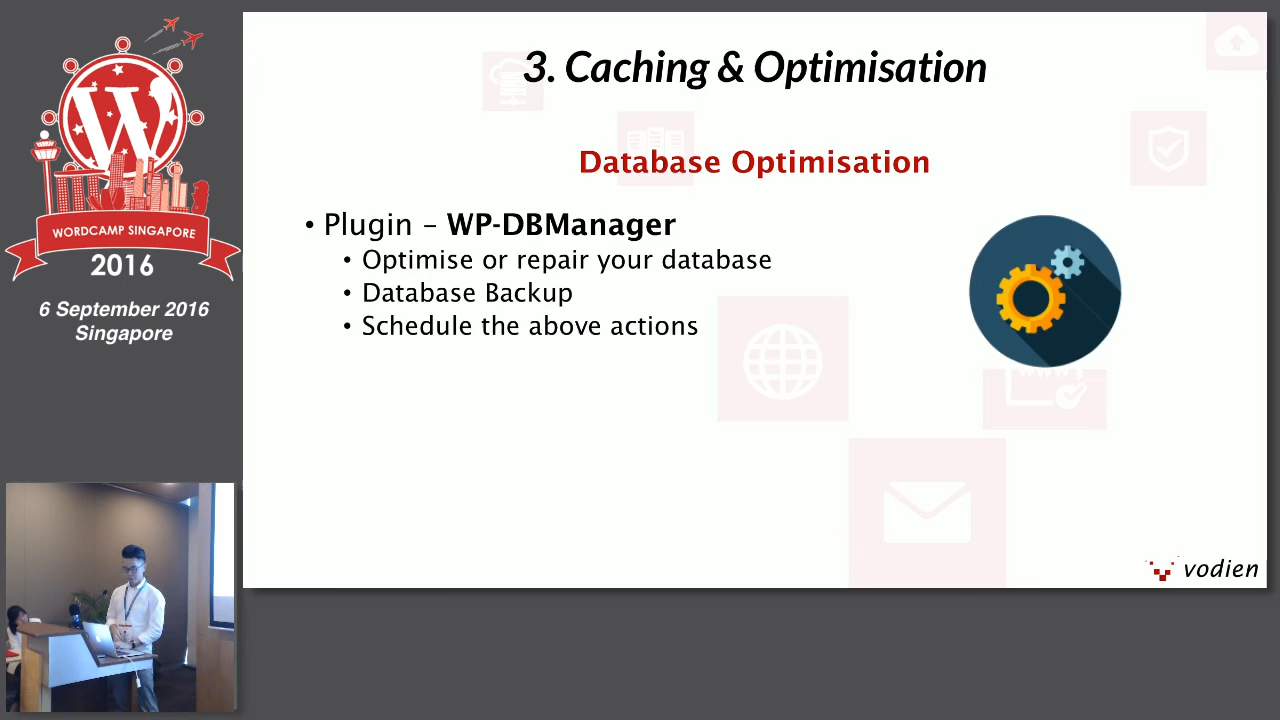 WORDCAMP SINGAPORE
2016
6 September 2016
Singapore
3. Caching & Optimisation
Database Optimisation
• Plugin – WP-DBManager
• Optimise or repair your database
• Database Backup
• Schedule the above actions
vodien